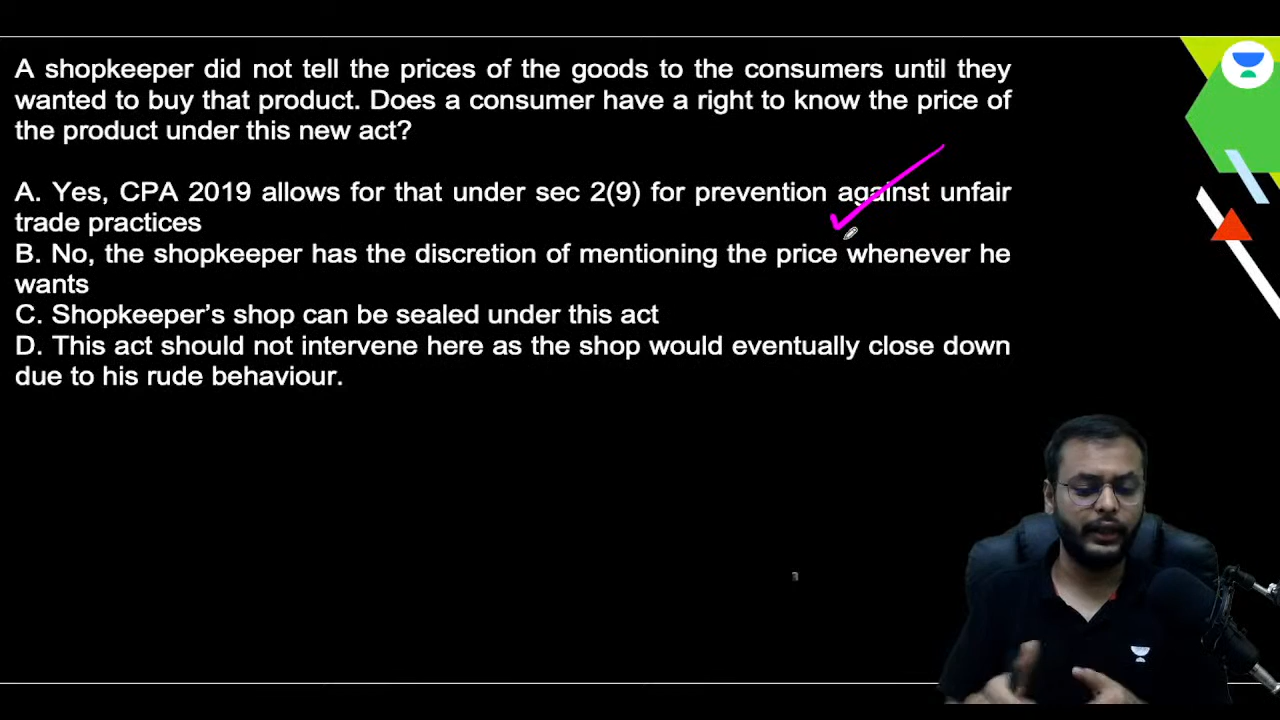 A shopkeeper did not tell the prices of the goods to the consumers until they
wanted to buy that product. Does a consumer have a right to know the price of
the product under this new act?
A. Yes, CPA 2019 allows for that under sec 2(9) for prevention against unfair
trade practices
B. No, the shopkeeper has the discretion of mentioning the price whenever he
wants
C. Shopkeeper’s shop can be sealed under this act
D. This act should not intervene here as the shop would eventually close down
due to his rude behaviour.